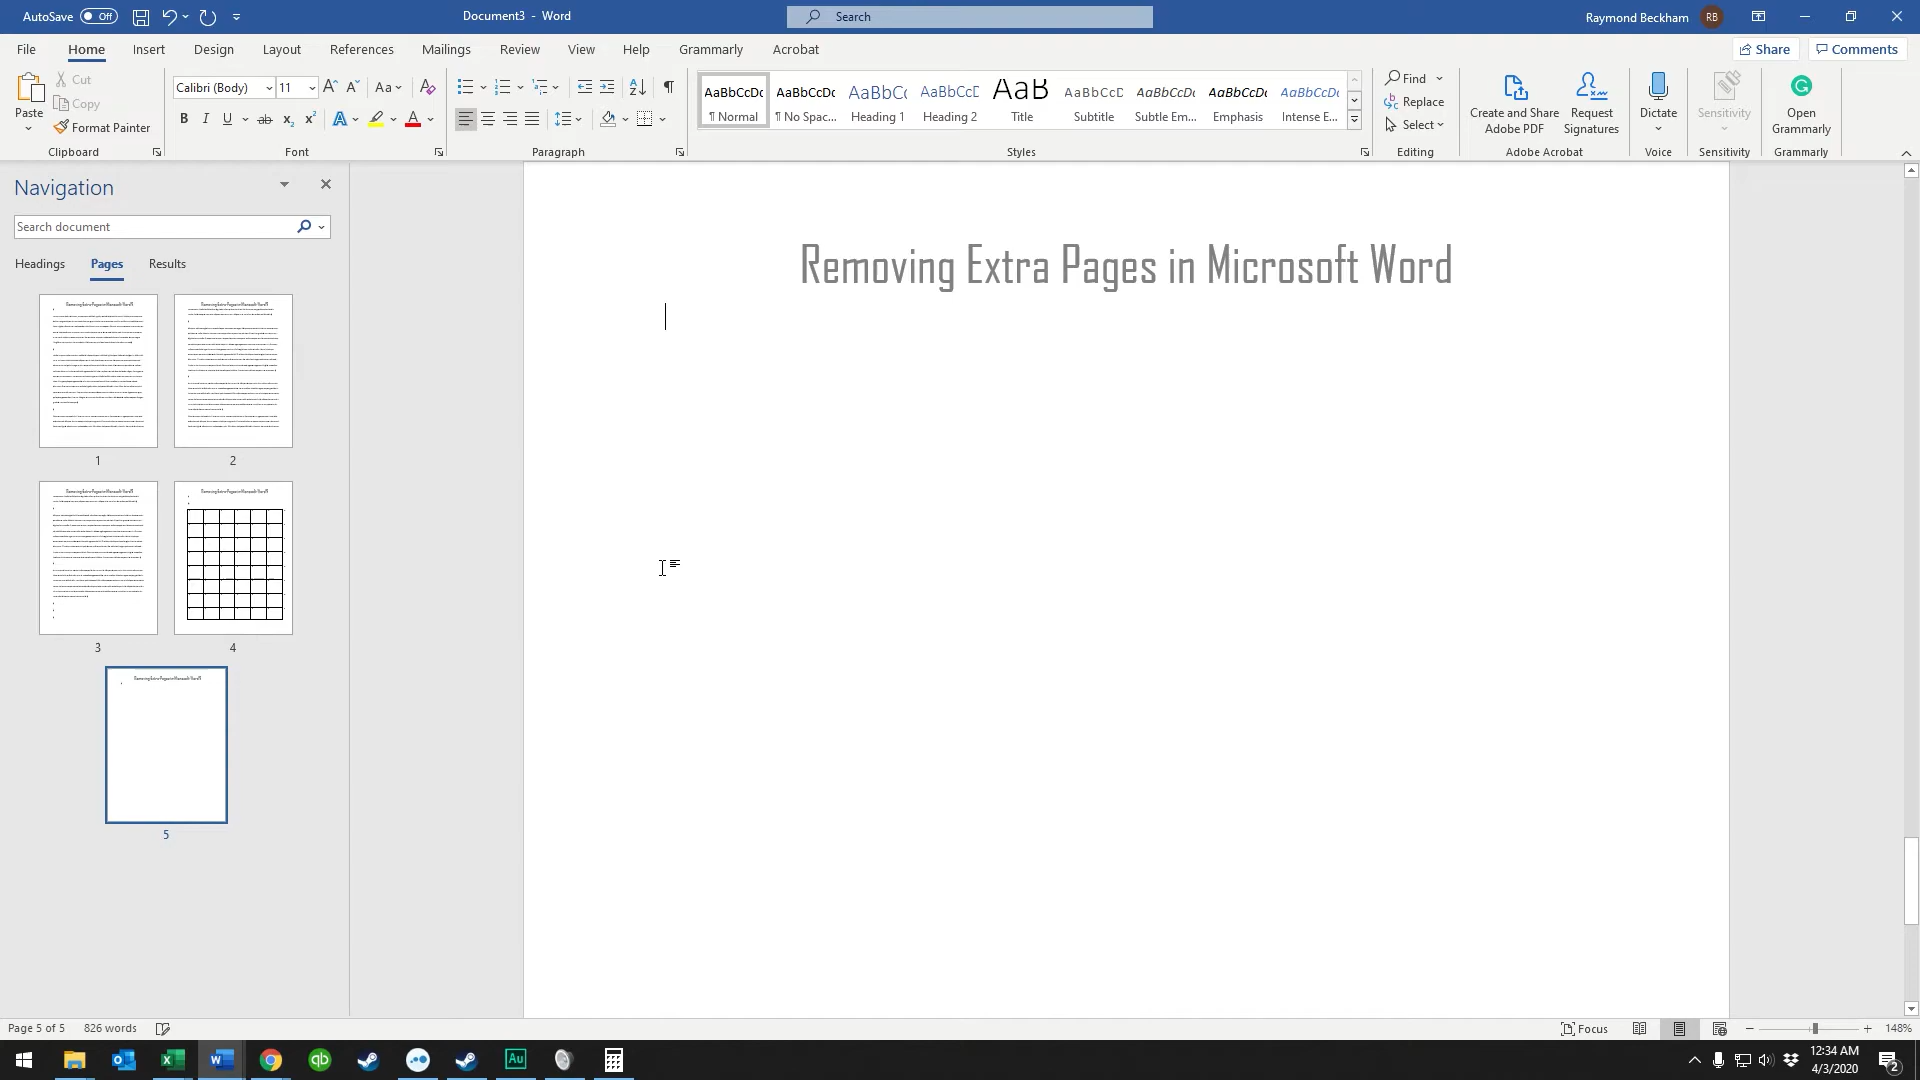 AutoSave Off
Document3 - Word
Search
Raymond Beckham RB
File Home Insert Design Layout References Mailings Review View Help Grammarly Acrobat
Share Comments
Paste
Cut
Copy
Format Painter
Clipboard
Calibri (Body) 11
Font
Paragraph
AaBbCcDc AaBbCcDc AaBbCc AaBbCcD AaB AaBbCcD AaBbCcDc AaBbCcDc AaBbCcDc
¶ Normal ¶ No Spac... Heading 1 Heading 2 Title Subtitle Subtle Em... Emphasis Intense E...
Styles
Find
Replace
Select
Editing
Create and Share
Adobe PDF
Request
Signatures
Adobe Acrobat
Dictate
Voice
Sensitivity
Sensitivity
Open
Grammarly
Grammarly
Navigation
Search document
Headings Pages Results
1 2
3 4
5
Removing Extra Pages in Microsoft Word
Page 5 of 5 826 words
Focus
148%
12:34 AM
4/3/2020
2